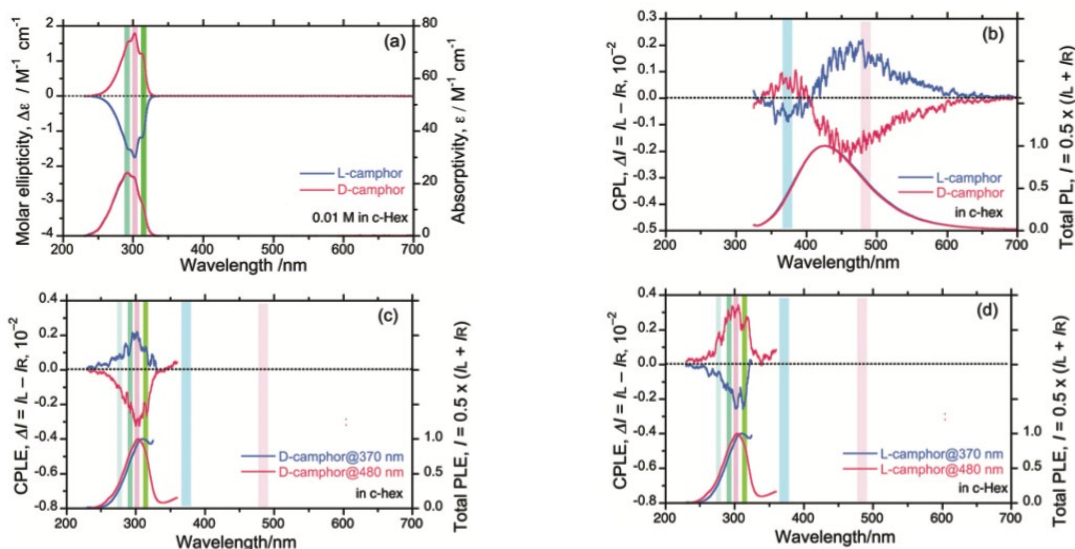 (a)
Molar ellipticity, Δε / M⁻¹ cm⁻¹
2
1
0
-1
-2
-3
-4
80
60
40
20
0
Absorptivity, ε / M⁻¹ cm⁻¹
L-camphor
D-camphor
0.01 M in c-Hex
200 300 400 500 600 700
Wavelength /nm
(b)
CPL, ΔI = IL – IR, 10⁻²
0.3
0.2
0.1
0.0
-0.1
-0.2
-0.3
-0.4
-0.5
1.0
0.5
0.0
Total PL, I = 0.5 x (IL + IR)
L-camphor
D-camphor
in c-hex
200 300 400 500 600 700
Wavelength/nm
(c)
CPLE, ΔI = IL – IR, 10⁻²
0.4
0.2
0.0
-0.2
-0.4
-0.6
-0.8
1.0
0.5
0.0
Total PLE, I = 0.5 x (IL + IR)
D-camphor@370 nm
D-camphor@480 nm
in c-hex
200 300 400 500 600 700
Wavelength/nm
(d)
CPLE, ΔI = IL – IR, 10⁻²
0.4
0.2
0.0
-0.2
-0.4
-0.6
-0.8
1.0
0.5
0.0
Total PLE, I = 0.5 x (IL + IR)
L-camphor@370 nm
L-camphor@480 nm
in c-Hex
200 300 400 500 600 700
Wavelength/nm